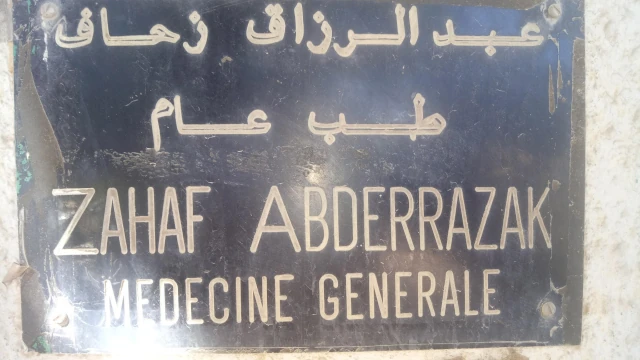 عبد الرزاق زحاف
طب عام
ZAHAF ABDERRAZAK
MEDECINE GENERALE